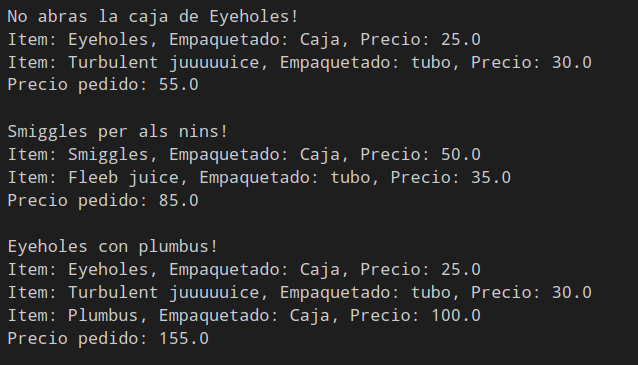 No abras la caja de Eyeholes!
Item: Eyeholes, Empaquetado: Caja, Precio: 25.0
Item: Turbulent juuuuuice, Empaquetado: tubo, Precio: 30.0
Precio pedido: 55.0
Smiggles per als nins!
Item: Smiggles, Empaquetado: Caja, Precio: 50.0
Item: Fleeb juice, Empaquetado: tubo, Precio: 35.0
Precio pedido: 85.0
Eyeholes con plumbus!
Item: Eyeholes, Empaquetado: Caja, Precio: 25.0
Item: Turbulent juuuuuice, Empaquetado: tubo, Precio: 30.0
Item: Plumbus, Empaquetado: Caja, Precio: 100.0
Precio pedido: 155.0